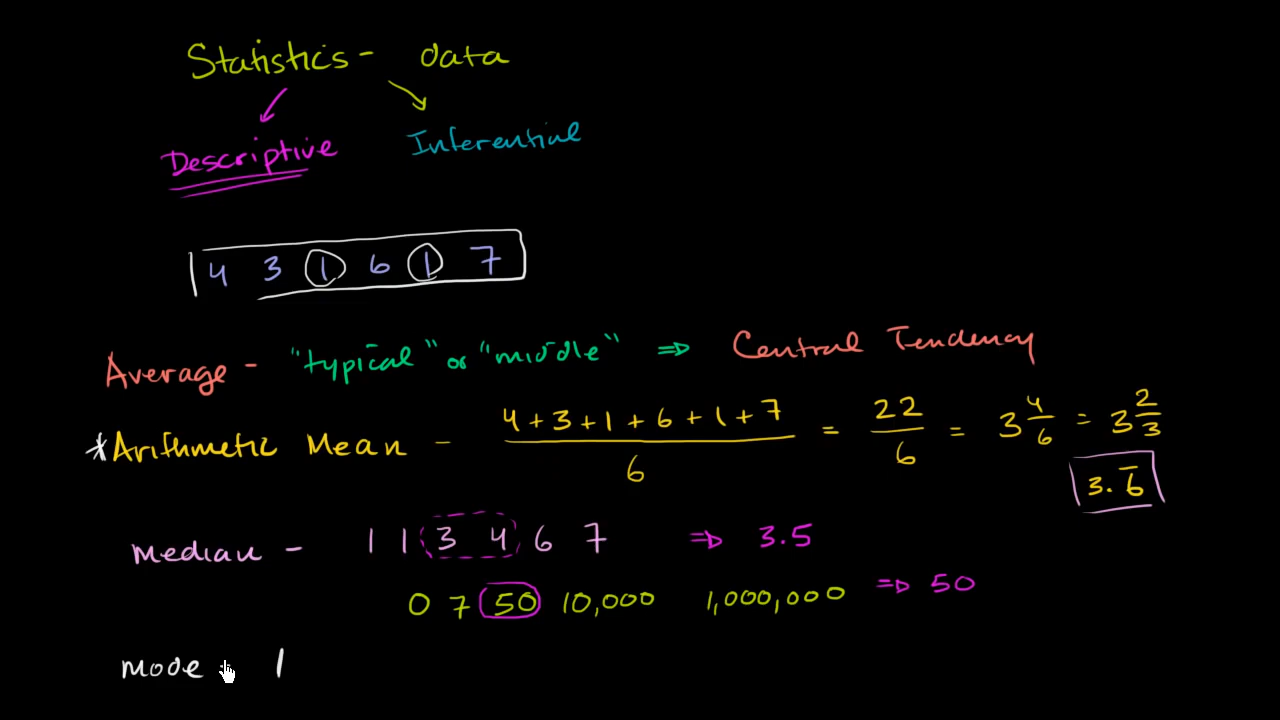 Statistics - data
Descriptive Inferential
4 3 1 6 1 7
Average - "typical" or "middle" ⇒ Central Tendency
*Arithmetic Mean - (4+3+1+6+1+7)/6 = 22/6 = 3 4/6 = 3 2/3
3.6̅
Median - 1 1 3 4 6 7 ⇒ 3.5
0 7 50 10,000 1,000,000 ⇒ 50
Mode - 1